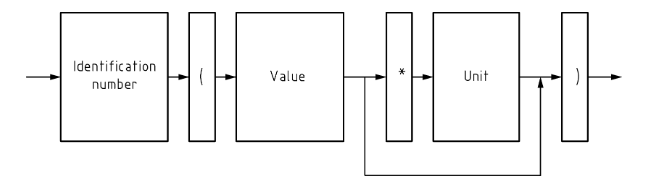 Identification
number
(
Value
*
Unit
)